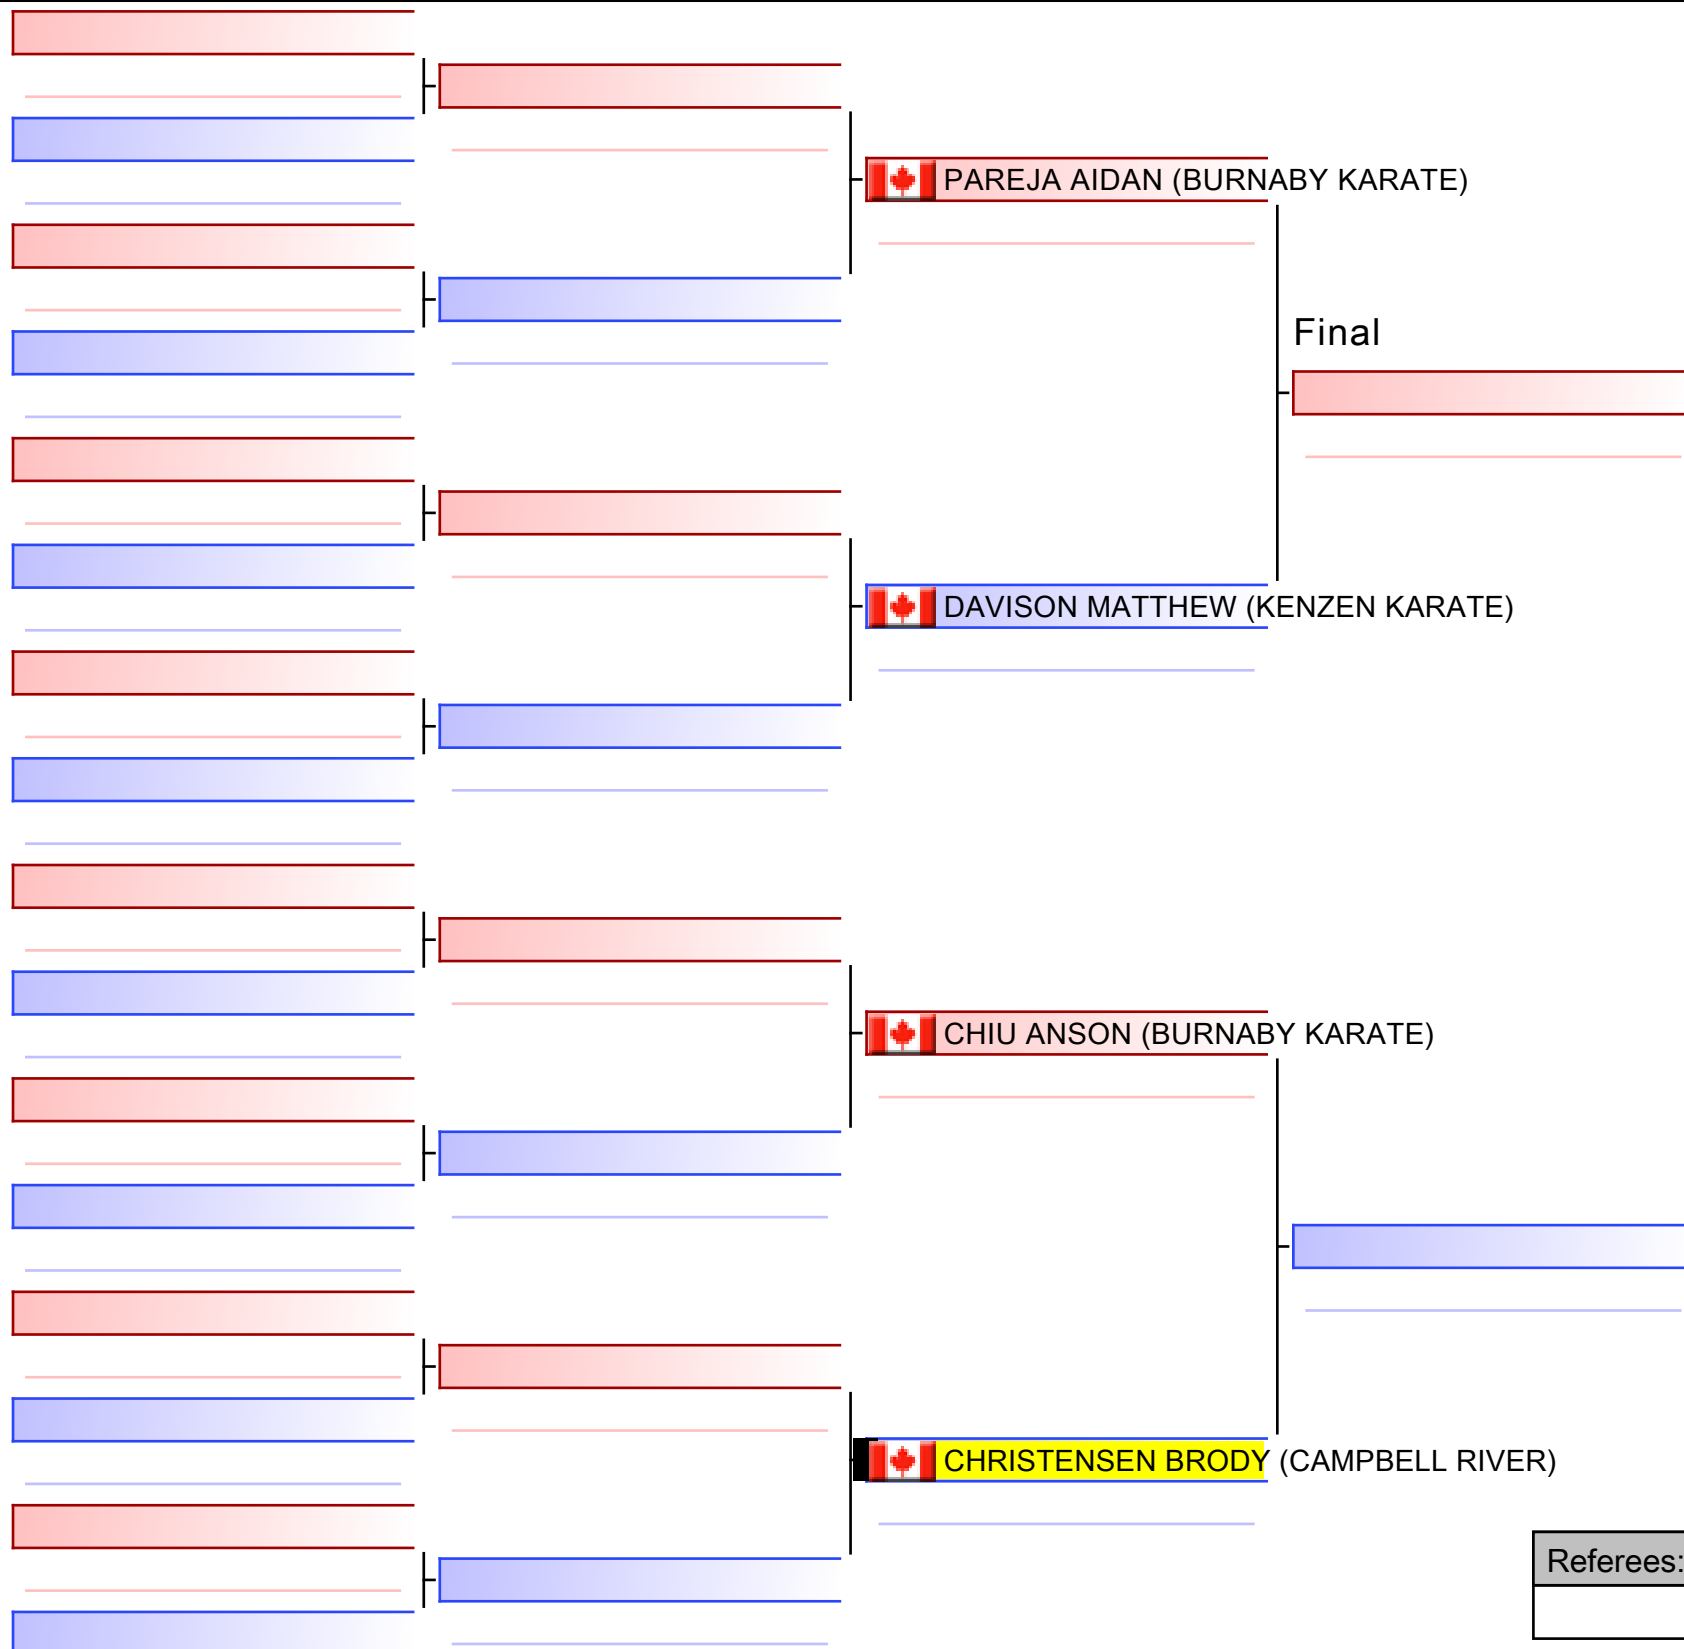 PAREJA AIDAN (BURNABY KARATE)
Final
DAVISON MATTHEW (KENZEN KARATE)
CHIU ANSON (BURNABY KARATE)
CHRISTENSEN BRODY (CAMPBELL RIVER)
Referees: